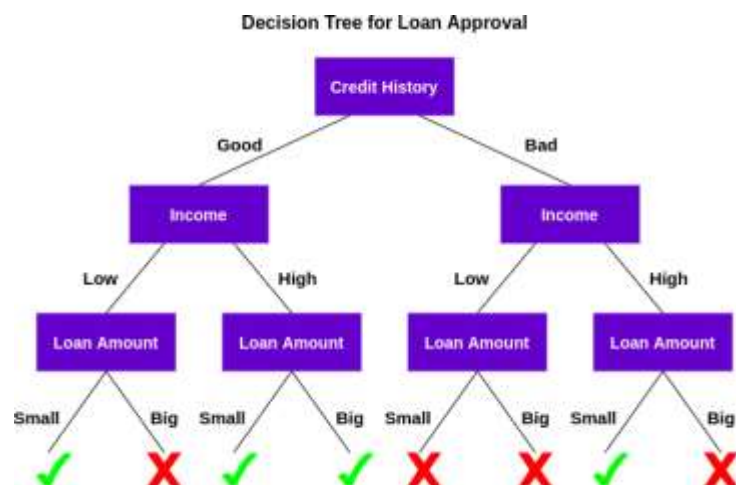 Decision Tree for Loan Approval
Credit History
Good Bad
Income Income
Low High Low High
Loan Amount Loan Amount Loan Amount Loan Amount
Small Big Small Big Small Big Small Big